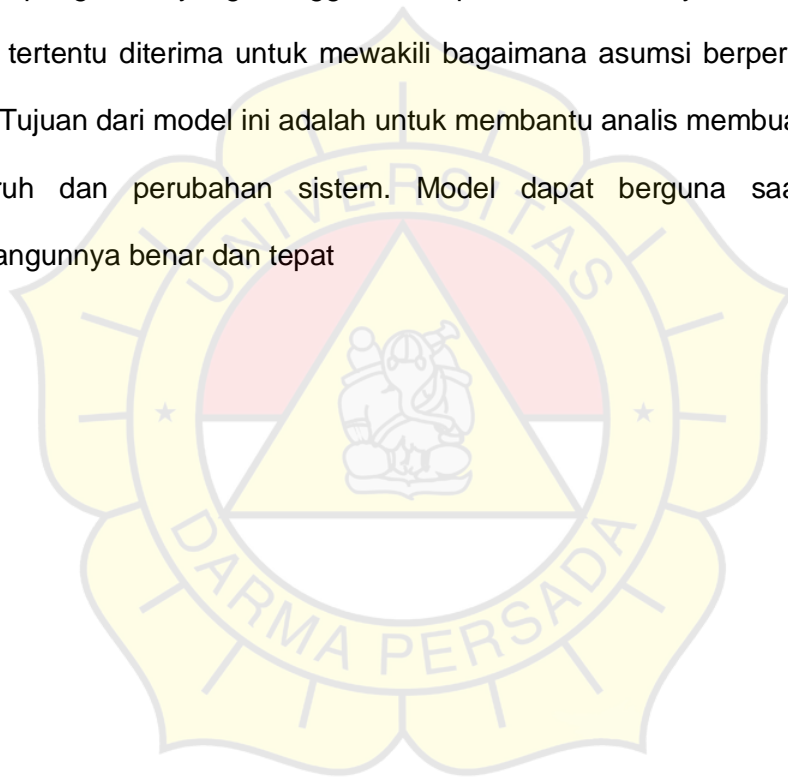 tertentu diterima untuk mewakili bagaimana asumsi berper
Tujuan dari model ini adalah untuk membantu analis membua
ruh dan perubahan sistem. Model dapat berguna saa
angunnya benar dan tepat
UNIVERSITAS
DARMA PERSADA